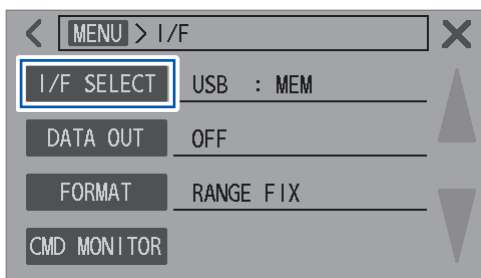 MENU > I/F
I/F SELECT USB : MEM
DATA OUT OFF
FORMAT RANGE FIX
CMD MONITOR